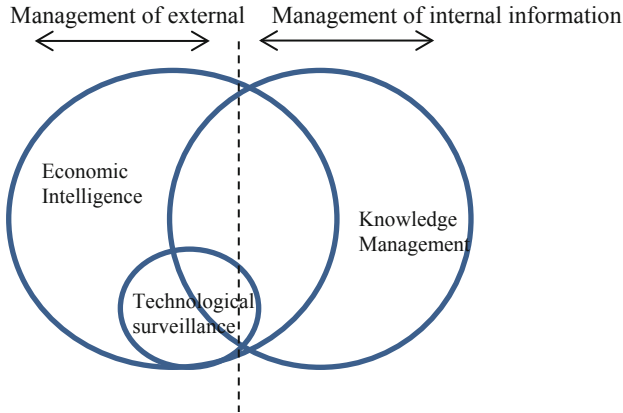 Management of external
Management of internal information
Economic
Intelligence
Knowledge
Management
Technological
surveillance